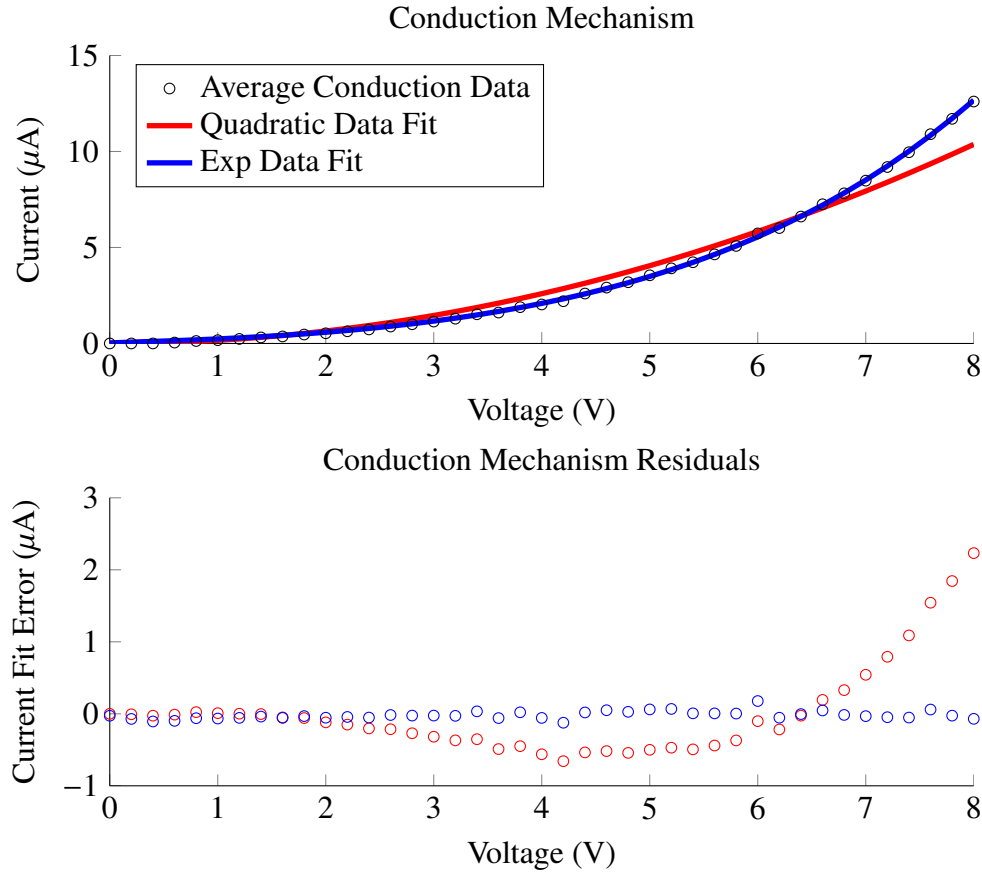 Conduction Mechanism
15
10
5
0
Current (μA)
Average Conduction Data
Quadratic Data Fit
Exp Data Fit
0 1 2 3 4 5 6 7 8
Voltage (V)
Conduction Mechanism Residuals
3
2
1
0
−1
Current Fit Error (μA)
0 1 2 3 4 5 6 7 8
Voltage (V)